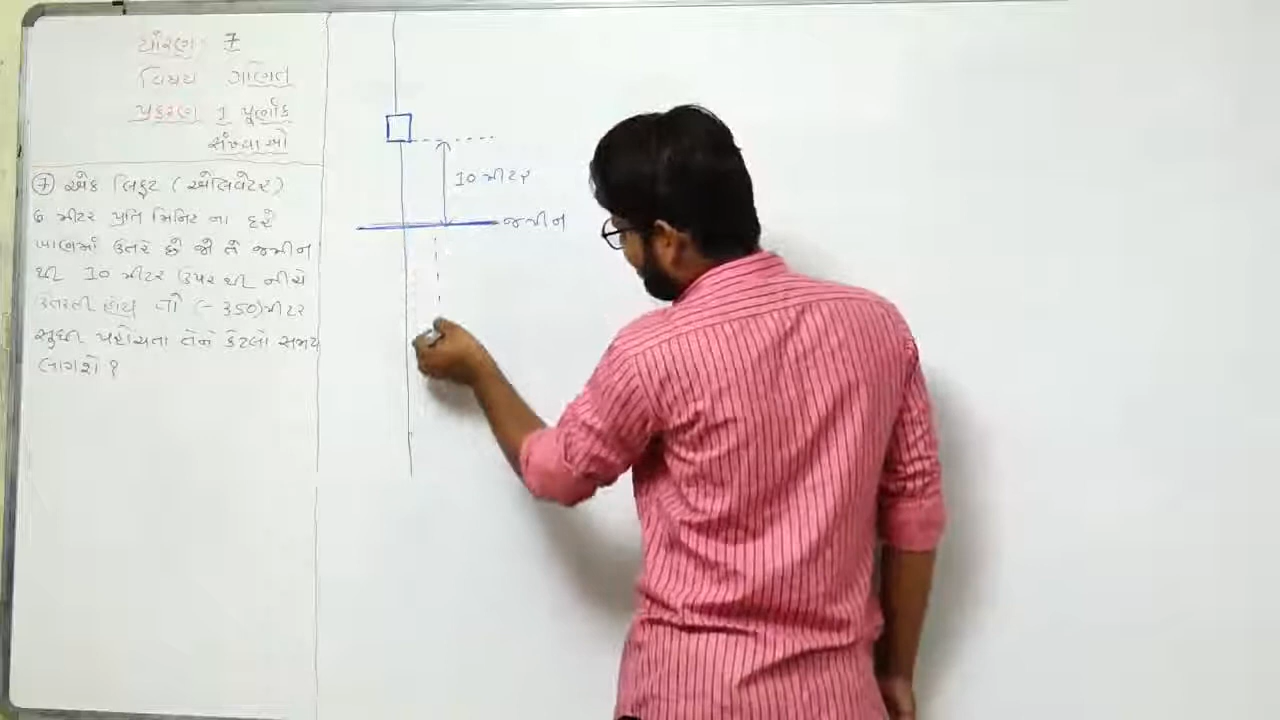 ધોરણ : 7
વિષય ગણિત
પ્રકરણ 1 પૂર્ણાંક
સંખ્યાઓ
(7) એક લિફ્ટ (એલિવેટર)
6 મીટર પ્રતિ મિનિટ ના દરે
ખાણમાં ઉતરે છે જો તે જમીન
થી 10 મીટર ઉપર થી નીચે
ઉતરતી હોય તો (- 350) મીટર
સુધી પહોંચતા તેને કેટલો સમય
લાગશે ?
10 મીટર
જમીન